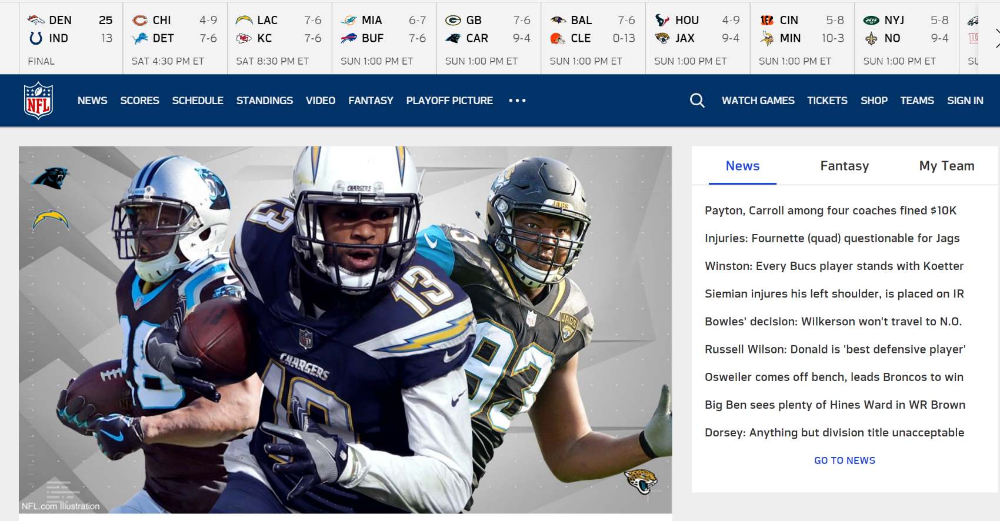 DEN 25
IND 13
FINAL
CHI 4-9
DET 7-6
SAT 4:30 PM ET
LAC 7-6
KC 7-6
SAT 8:30 PM ET
MIA 6-7
BUF 7-6
SUN 1:00 PM ET
GB 7-6
CAR 9-4
SUN 1:00 PM ET
BAL 7-6
CLE 0-13
SUN 1:00 PM ET
HOU 4-9
JAX 9-4
SUN 1:00 PM ET
CIN 5-8
MIN 10-3
SUN 1:00 PM ET
NYJ 5-8
NO 9-4
SUN 1:00 PM ET
NFL NEWS SCORES SCHEDULE STANDINGS VIDEO FANTASY PLAYOFF PICTURE ••• WATCH GAMES TICKETS SHOP TEAMS SIGN IN
CHARGERS
13
13
CHARGERS
13
JAGS
JAGS
93
28
NFL.com Illustration
News Fantasy My Team
Payton, Carroll among four coaches fined $10K
Injuries: Fournette (quad) questionable for Jags
Winston: Every Bucs player stands with Koetter
Siemian injures his left shoulder, is placed on IR
Bowles' decision: Wilkerson won't travel to N.O.
Russell Wilson: Donald is 'best defensive player'
Osweiler comes off bench, leads Broncos to win
Big Ben sees plenty of Hines Ward in WR Brown
Dorsey: Anything but division title unacceptable
GO TO NEWS